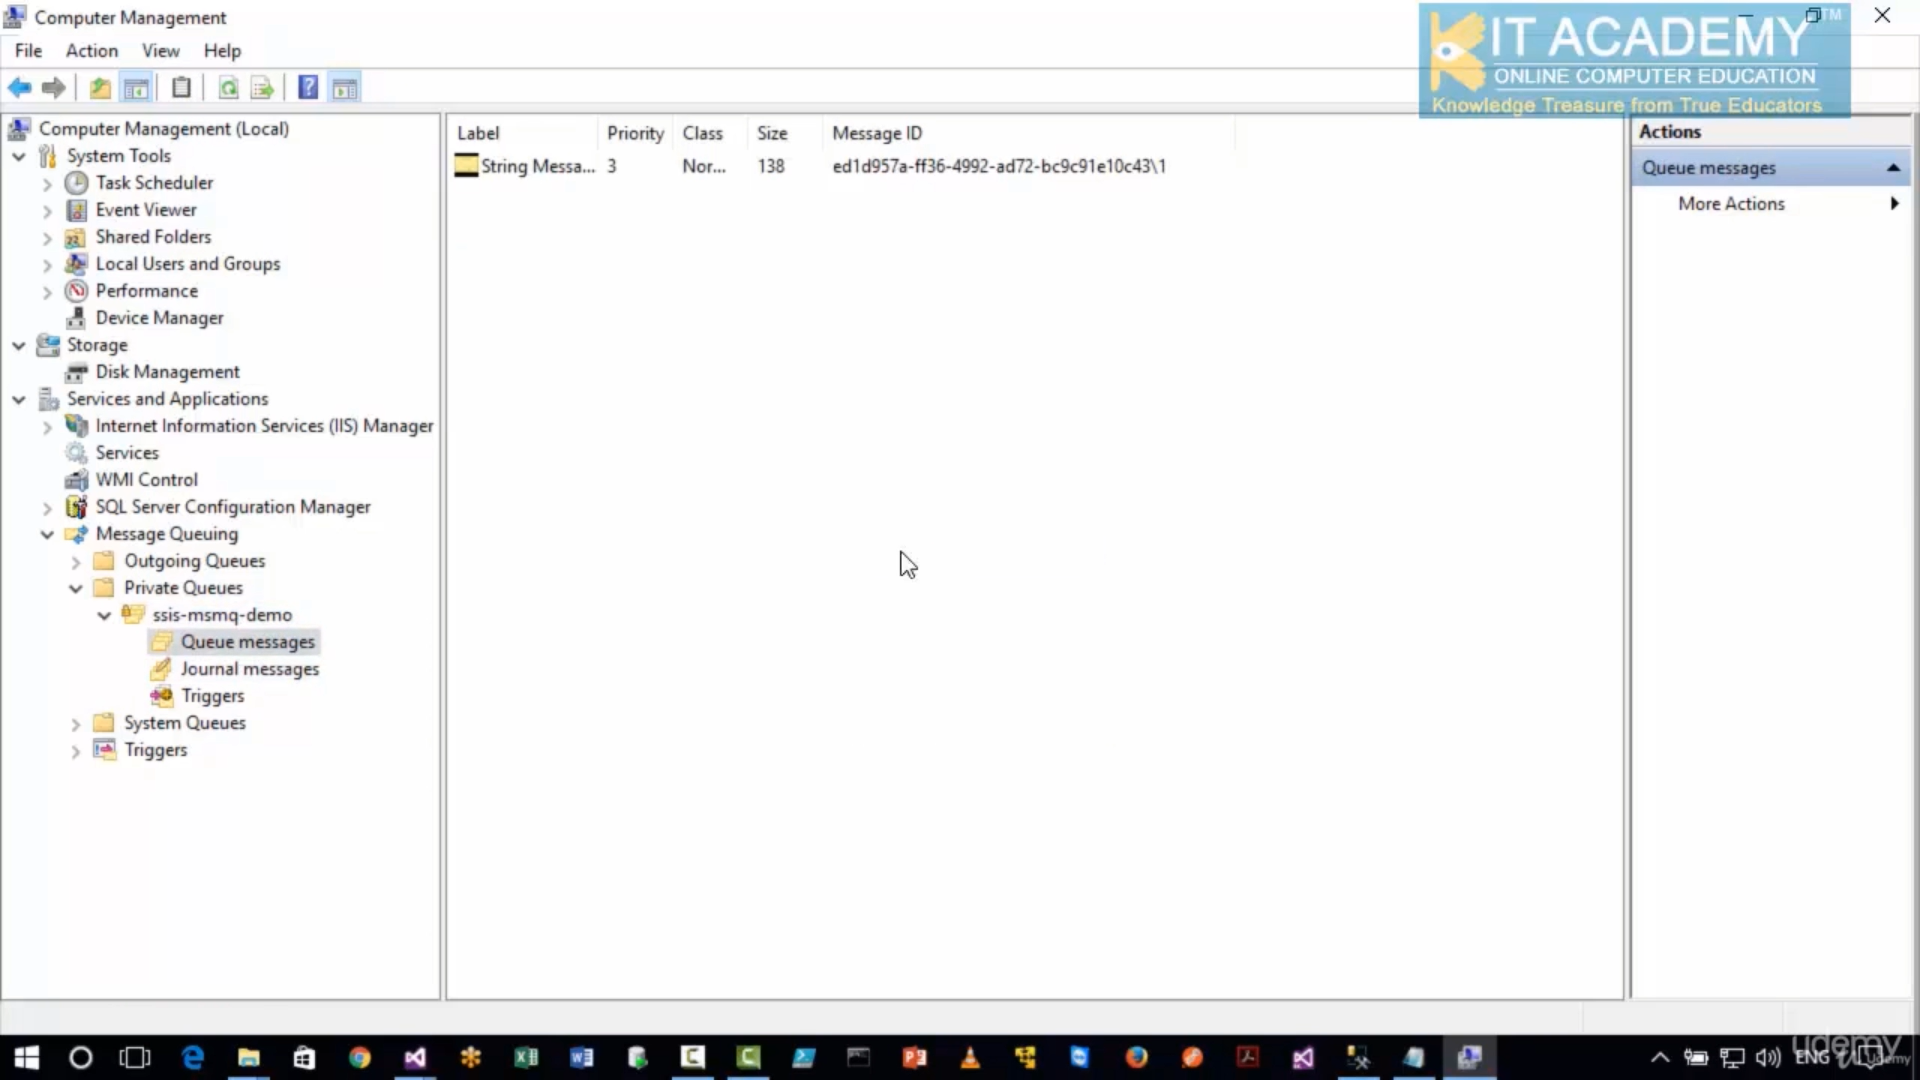 Computer Management
IT ACADEMY TM
ONLINE COMPUTER EDUCATION
Knowledge Treasure from True Educators
File Action View Help
Computer Management (Local)
System Tools
Task Scheduler
Event Viewer
Shared Folders
Local Users and Groups
Performance
Device Manager
Storage
Disk Management
Services and Applications
Internet Information Services (IIS) Manager
Services
WMI Control
SQL Server Configuration Manager
Message Queuing
Outgoing Queues
Private Queues
ssis-msmq-demo
Queue messages
Journal messages
Triggers
System Queues
Triggers
Label Priority Class Size Message ID
String Messa... 3 Nor... 138 ed1d957a-ff36-4992-ad72-bc9c91e10c43\1
Actions
Queue messages
More Actions
ENG
udemy